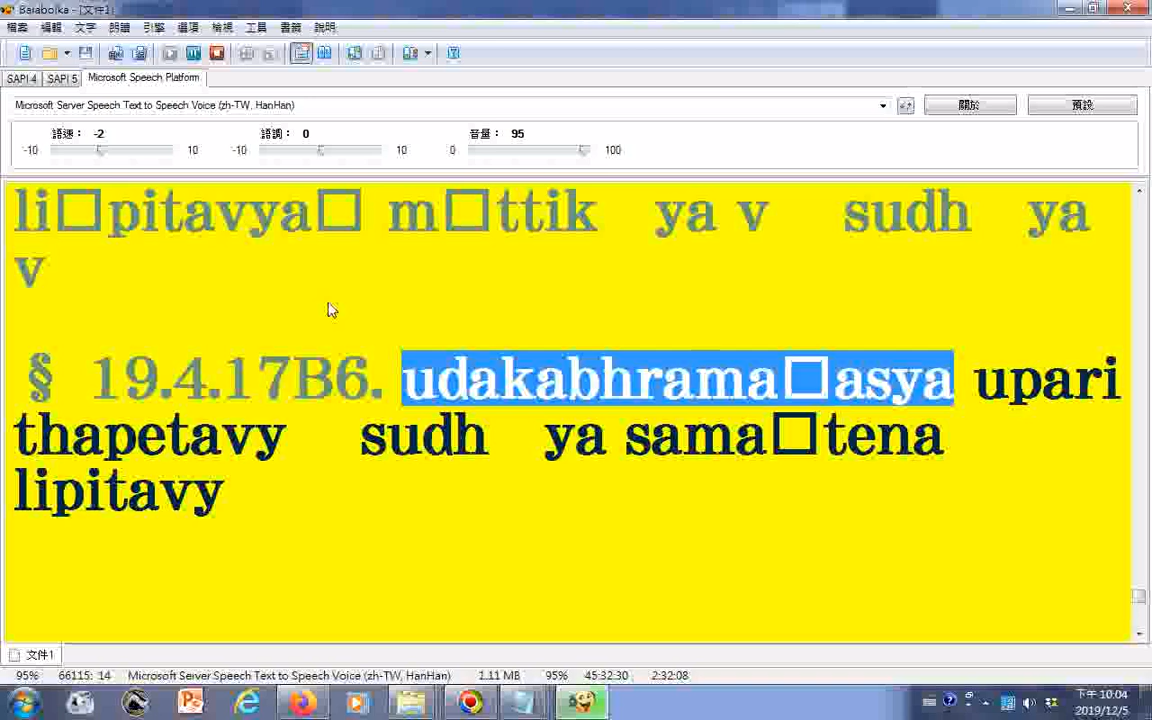 Balabolka - [文件1]
檔案 編輯 文字 朗讀 引擎 選項 檢視 工具 書籤 說明
SAPI 4 SAPI 5 Microsoft Speech Platform
Microsoft Server Speech Text to Speech Voice (zh-TW, HanHan) 關於 預設
語速： -2 語調： 0 音量： 95
-10 10 -10 10 0 100
li□pitavya□ m□ttik ya v sudh ya
v
§ 19.4.17B6. udakabhrama□asya upari
thapetavy sudh ya sama□tena
lipitavy
文件1
95% 66115: 14 Microsoft Server Speech Text to Speech Voice (zh-TW, HanHan) 1.11 MB 95% 45:32:30 2:32:08
下午 10:04
2019/12/5